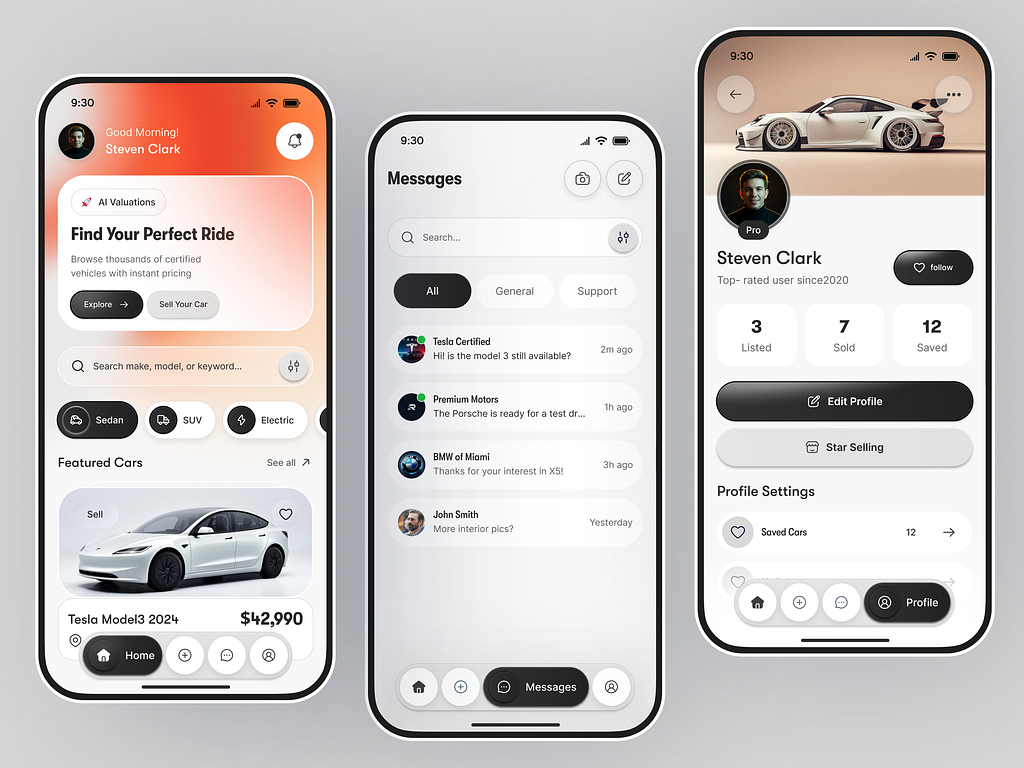 9:30
Good Morning!
Steven Clark
AI Valuations
Find Your Perfect Ride
Browse thousands of certified
vehicles with instant pricing
Explore
Sell Your Car
Search make, model, or keyword...
Sedan
SUV
Electric
Featured Cars
See all
Sell
Tesla Model3 2024
$42,990
Home
9:30
Messages
Search...
All
General
Support
Tesla Certified
Hi! is the model 3 still available?
2m ago
Premium Motors
The Porsche is ready for a test dr...
1h ago
BMW of Miami
Thanks for your interest in X5!
3h ago
John Smith
More interior pics?
Yesterday
Messages
9:30
Pro
Steven Clark
Top- rated user since2020
follow
3
Listed
7
Sold
12
Saved
Edit Profile
Star Selling
Profile Settings
Saved Cars
12
Profile